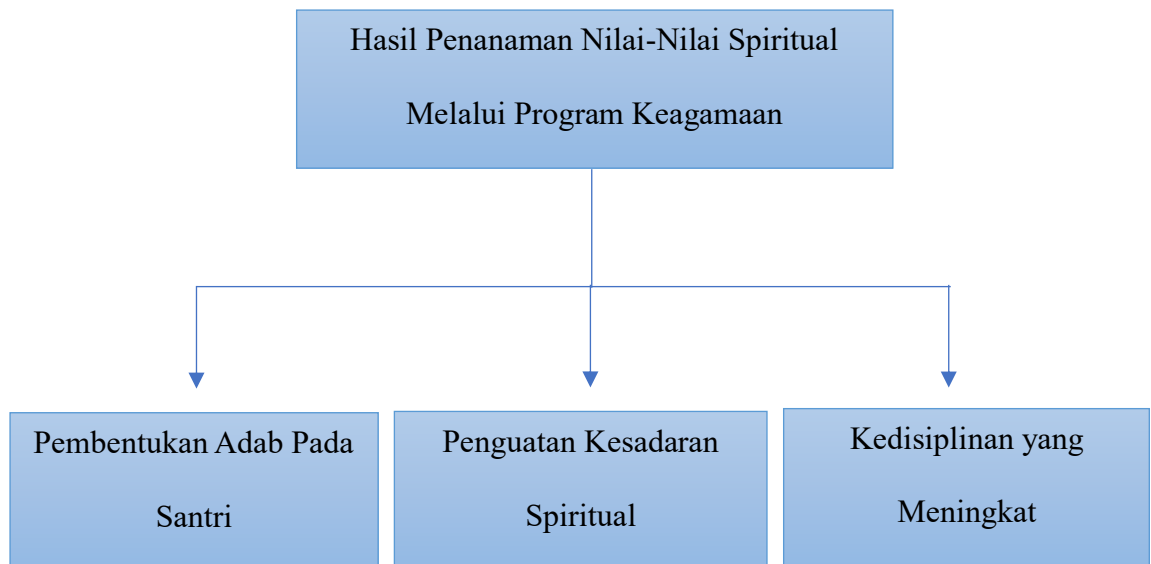 Hasil Penanaman Nilai-Nilai Spiritual
Melalui Program Keagamaan
Pembentukan Adab Pada
Santri
Penguatan Kesadaran
Spiritual
Kedisiplinan yang
Meningkat